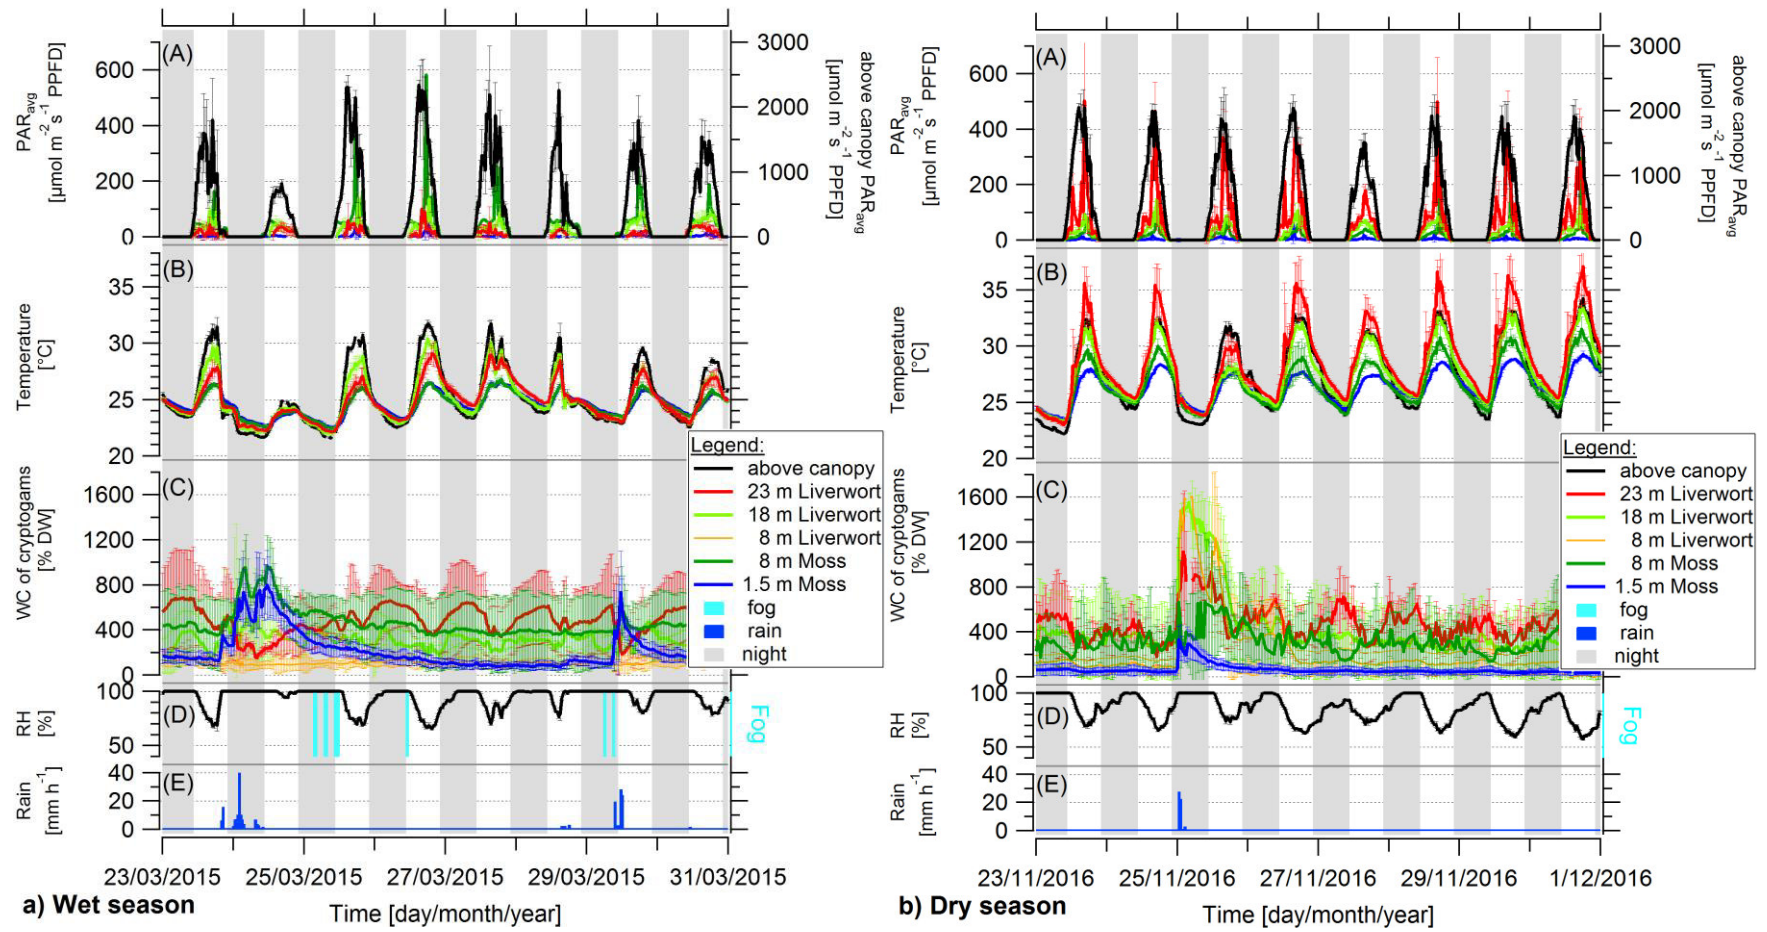 (A)
PARavg
[µmol m-2 s-1 PPFD]
600
400
200
0
3000
2000
1000
0
above canopy PARavg
[µmol m-2 s-1 PPFD]
(B)
Temperature
[°C]
35
30
25
20
(C)
WC of cryptogams
[% DW]
1600
1200
800
400
0
Legend:
above canopy
23 m Liverwort
18 m Liverwort
8 m Liverwort
8 m Moss
1.5 m Moss
fog
rain
night
(D)
RH
[%]
100
50
Fog
(E)
Rain
[mm h-1]
40
20
0
23/03/2015
25/03/2015
27/03/2015
29/03/2015
31/03/2015
a) Wet season
Time [day/month/year]
(A)
PARavg
[µmol m-2 s-1 PPFD]
600
400
200
0
3000
2000
1000
0
above canopy PARavg
[µmol m-2 s-1 PPFD]
(B)
Temperature
[°C]
35
30
25
20
(C)
WC of cryptogams
[% DW]
1600
1200
800
400
0
Legend:
above canopy
23 m Liverwort
18 m Liverwort
8 m Liverwort
8 m Moss
1.5 m Moss
fog
rain
night
(D)
RH
[%]
100
50
Fog
(E)
Rain
[mm h-1]
40
20
0
23/11/2016
25/11/2016
27/11/2016
29/11/2016
1/12/2016
b) Dry season
Time [day/month/year]